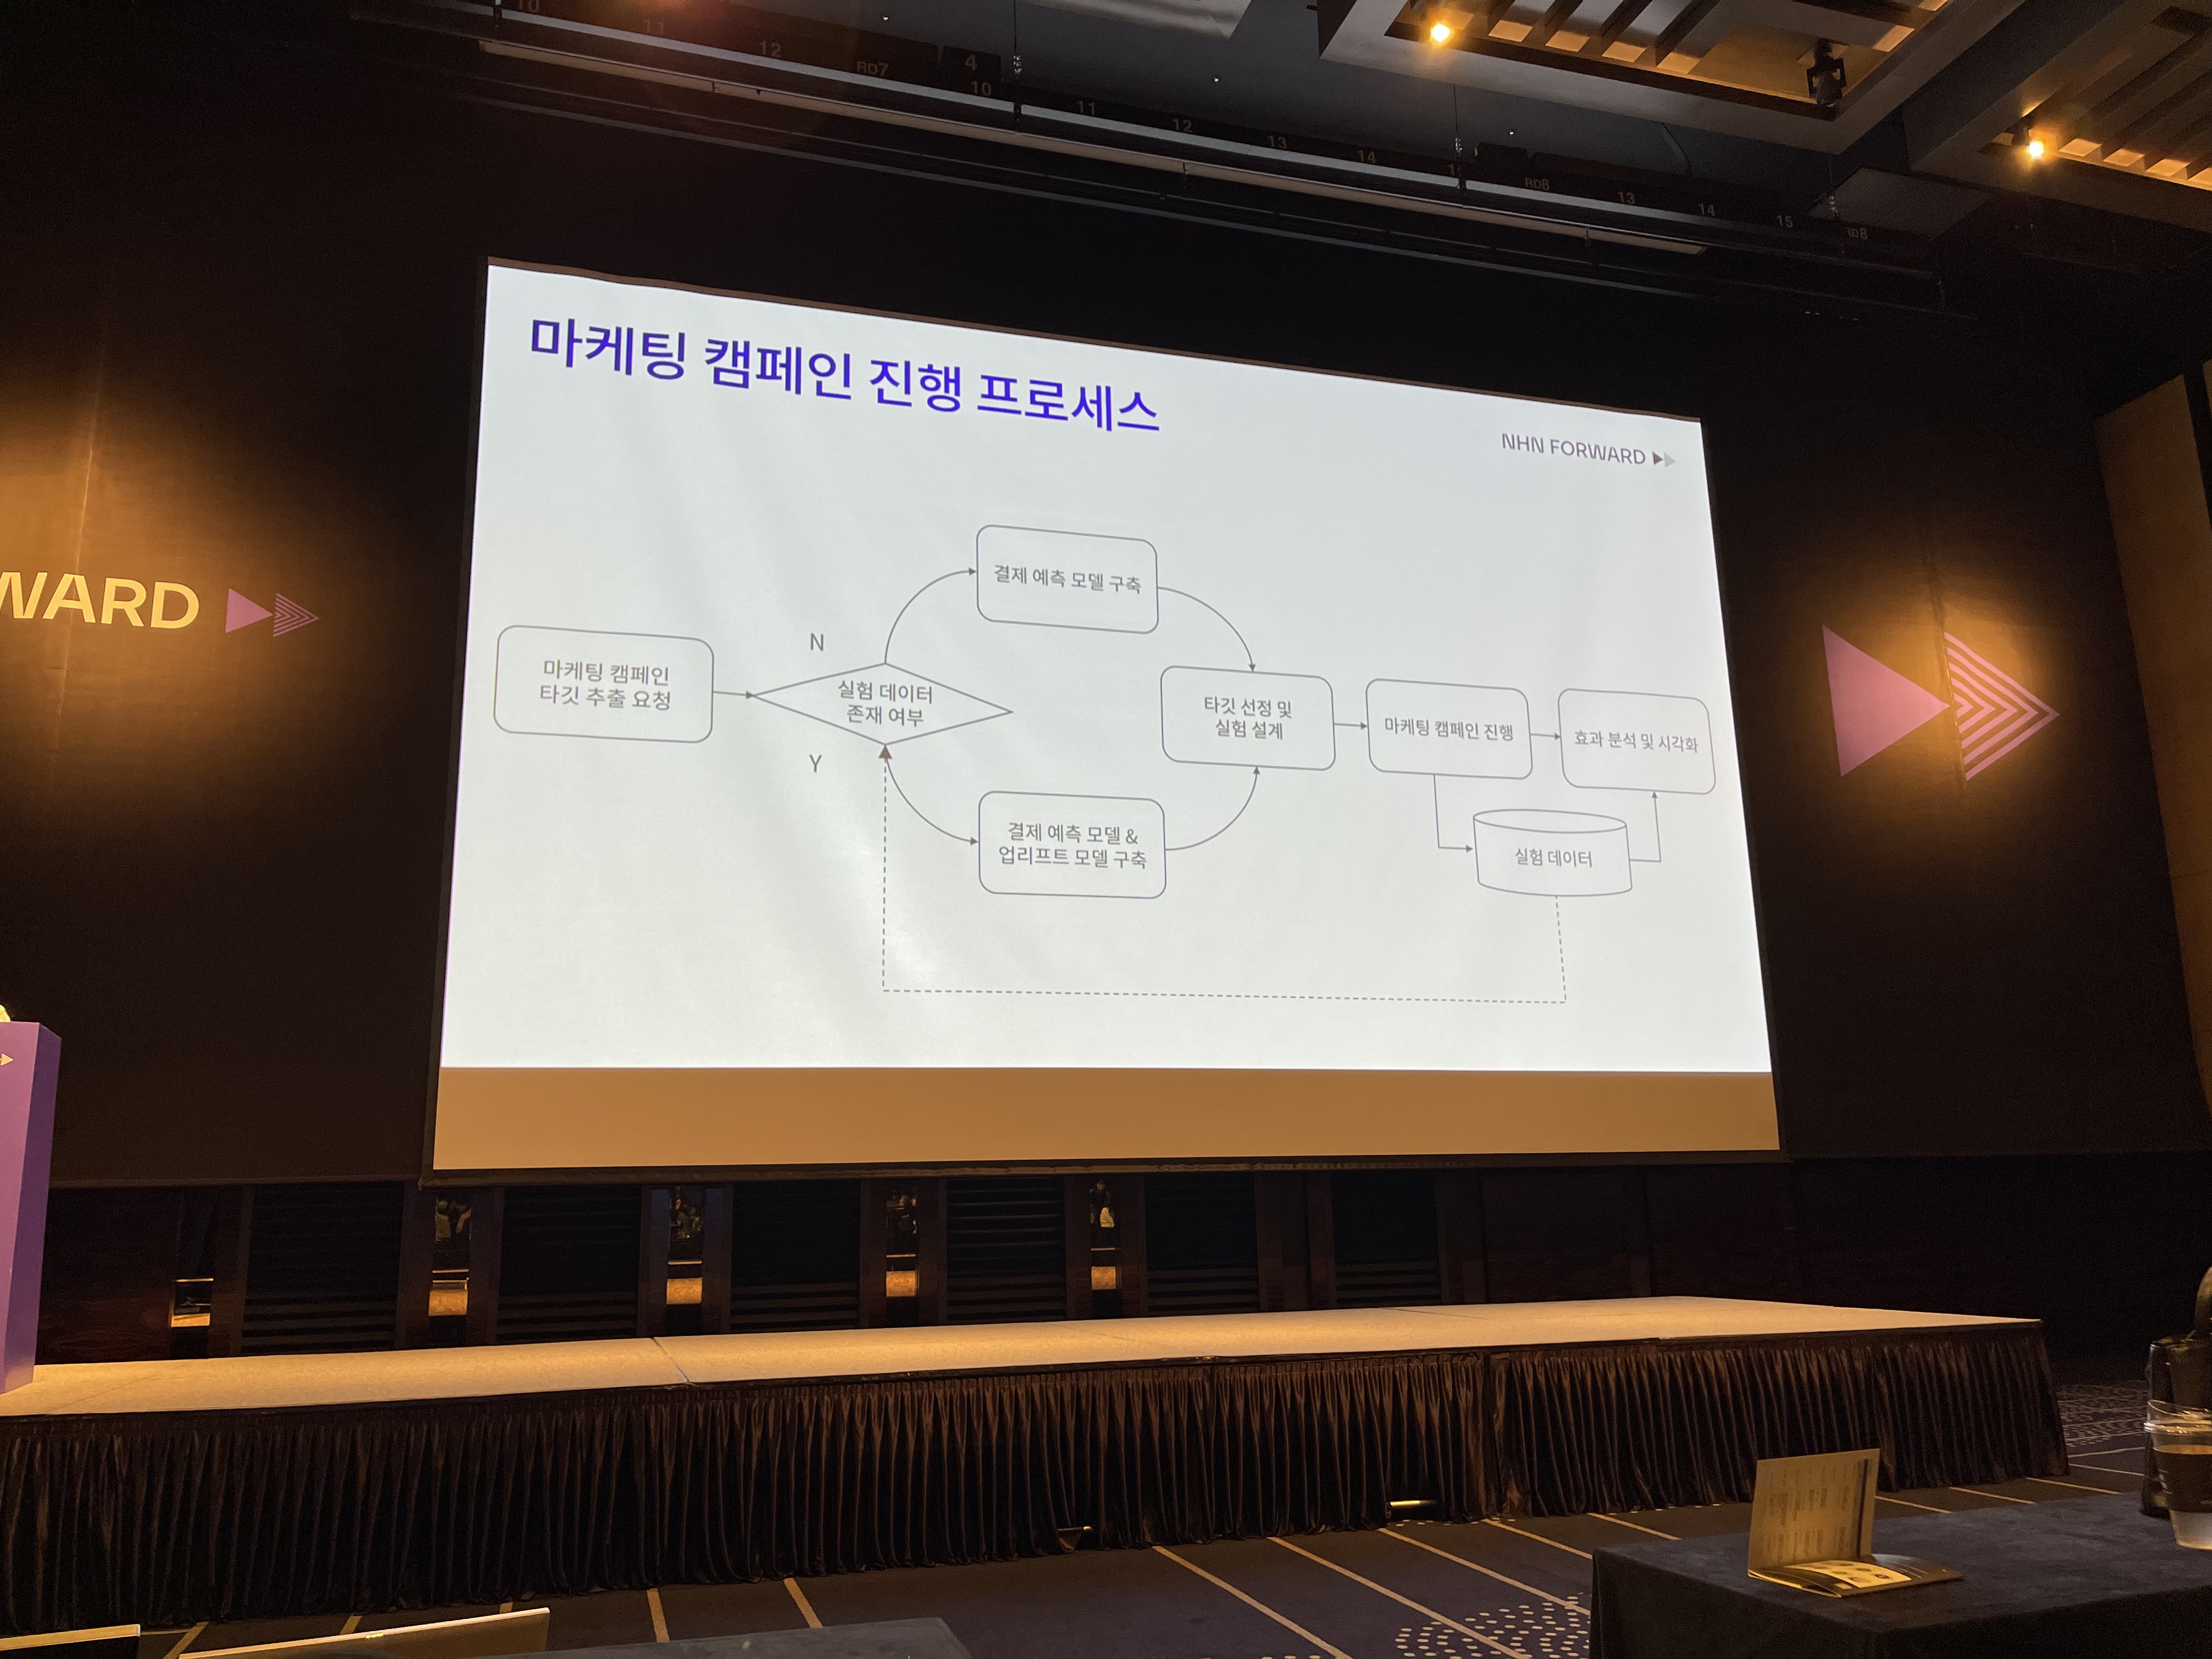 10
11
12
RD7
4
10
11
12
13
14
RD8
13
14
15
마케팅 캠페인 진행 프로세스
NHN FORWARD
WARD
결제 예측 모델 구축
N
마케팅 캠페인
타깃 추출 요청
실험 데이터
존재 여부
타깃 선정 및
실험 설계
마케팅 캠페인 진행
효과 분석 및 시각화
Y
결제 예측 모델 &
업리프트 모델 구축
실험 데이터